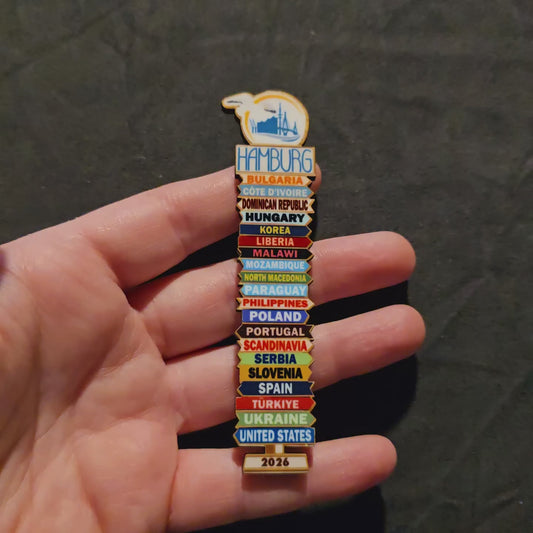 HAMBURG
BULGARIA
CÔTE D'IVOIRE
DOMINICAN REPUBLIC
HUNGARY
KOREA
LIBERIA
MALAWI
MOZAMBIQUE
NORTH MACEDONIA
PARAGUAY
PHILIPPINES
POLAND
PORTUGAL
SCANDINAVIA
SERBIA
SLOVENIA
SPAIN
TÜRKIYE
UKRAINE
UNITED STATES
2026